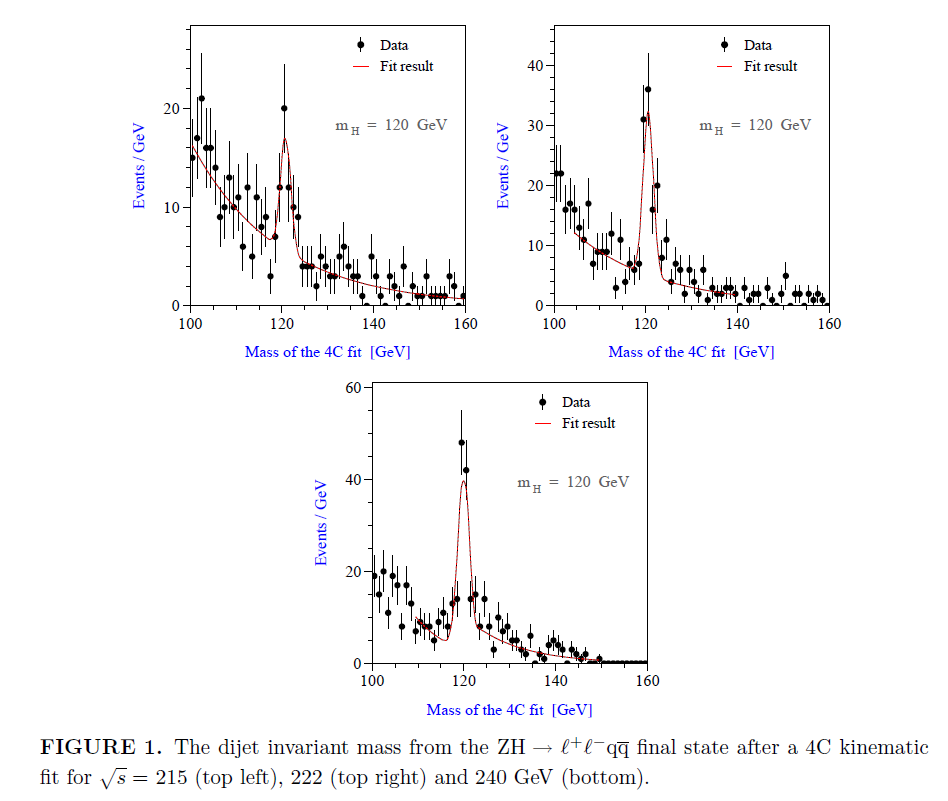 Data
Fit result
m H = 120 GeV
20
10
0
100 120 140 160
Events / GeV
Mass of the 4C fit [GeV]
Data
Fit result
m H = 120 GeV
40
30
20
10
0
100 120 140 160
Events / GeV
Mass of the 4C fit [GeV]
Data
Fit result
m H = 120 GeV
60
40
20
0
100 120 140 160
Events / GeV
Mass of the 4C fit [GeV]
FIGURE 1. The dijet invariant mass from the ZH → ℓ⁺ℓ⁻qq̅ final state after a 4C kinematic
fit for √s = 215 (top left), 222 (top right) and 240 GeV (bottom).